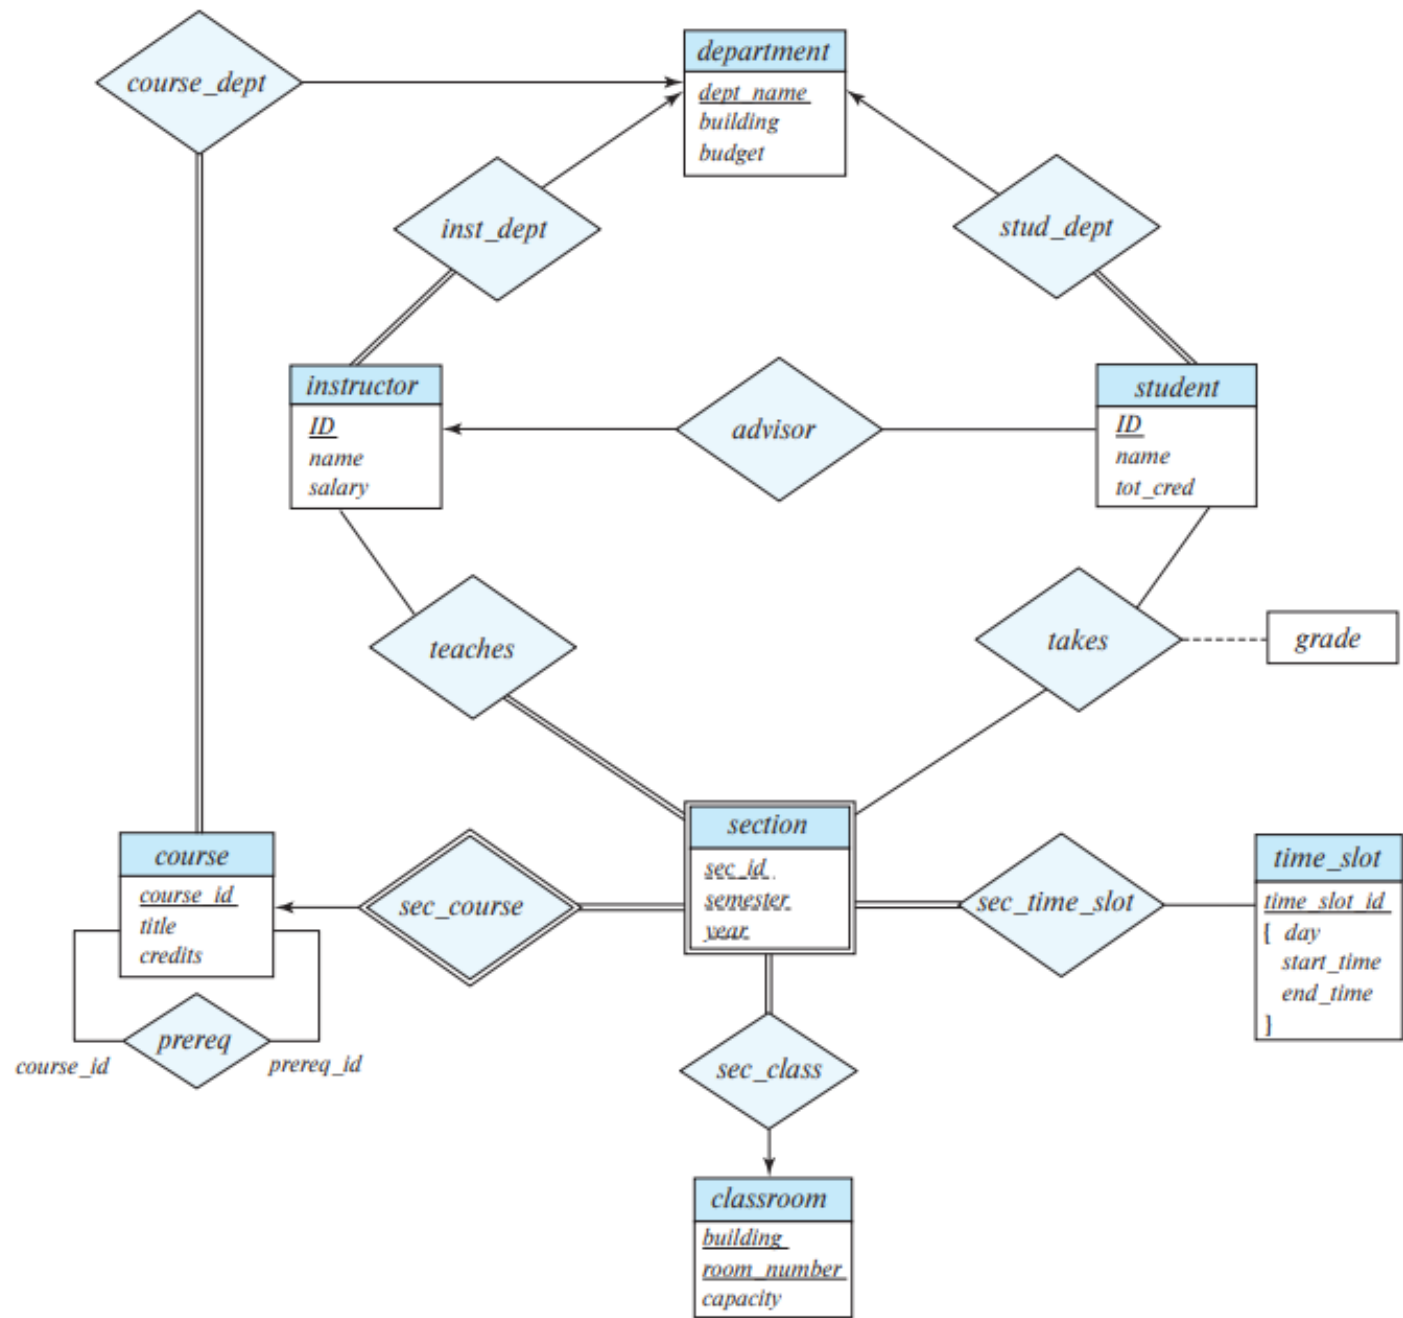 department
dept_name
building
budget
course_dept
inst_dept
stud_dept
instructor
ID
name
salary
advisor
student
ID
name
tot_cred
teaches
takes
grade
course
course_id
title
credits
sec_course
section
sec_id
semester
year
sec_time_slot
time_slot
time_slot_id
{ day
start_time
end_time
}
prereq
course_id
prereq_id
sec_class
classroom
building
room_number
capacity